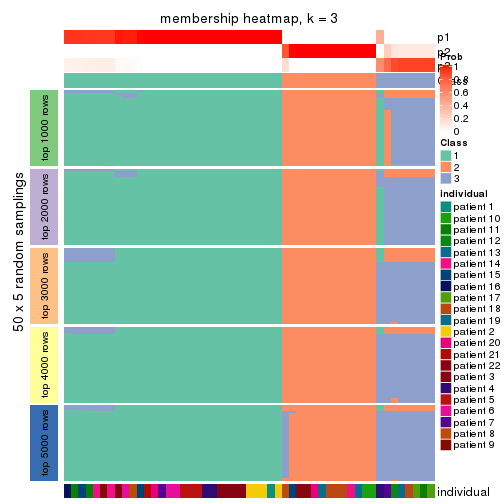 membership heatmap, k = 3
p1
p2
p3
Class
Prob
1
0.8
0.6
0.4
0.2
0
Class
1
2
3
individual
patient 1
patient 10
patient 11
patient 12
patient 13
patient 14
patient 15
patient 16
patient 17
patient 18
patient 19
patient 2
patient 20
patient 21
patient 22
patient 3
patient 4
patient 5
patient 6
patient 7
patient 8
patient 9
50 x 5 random samplings
top 1000 rows
top 2000 rows
top 3000 rows
top 4000 rows
top 5000 rows
individual